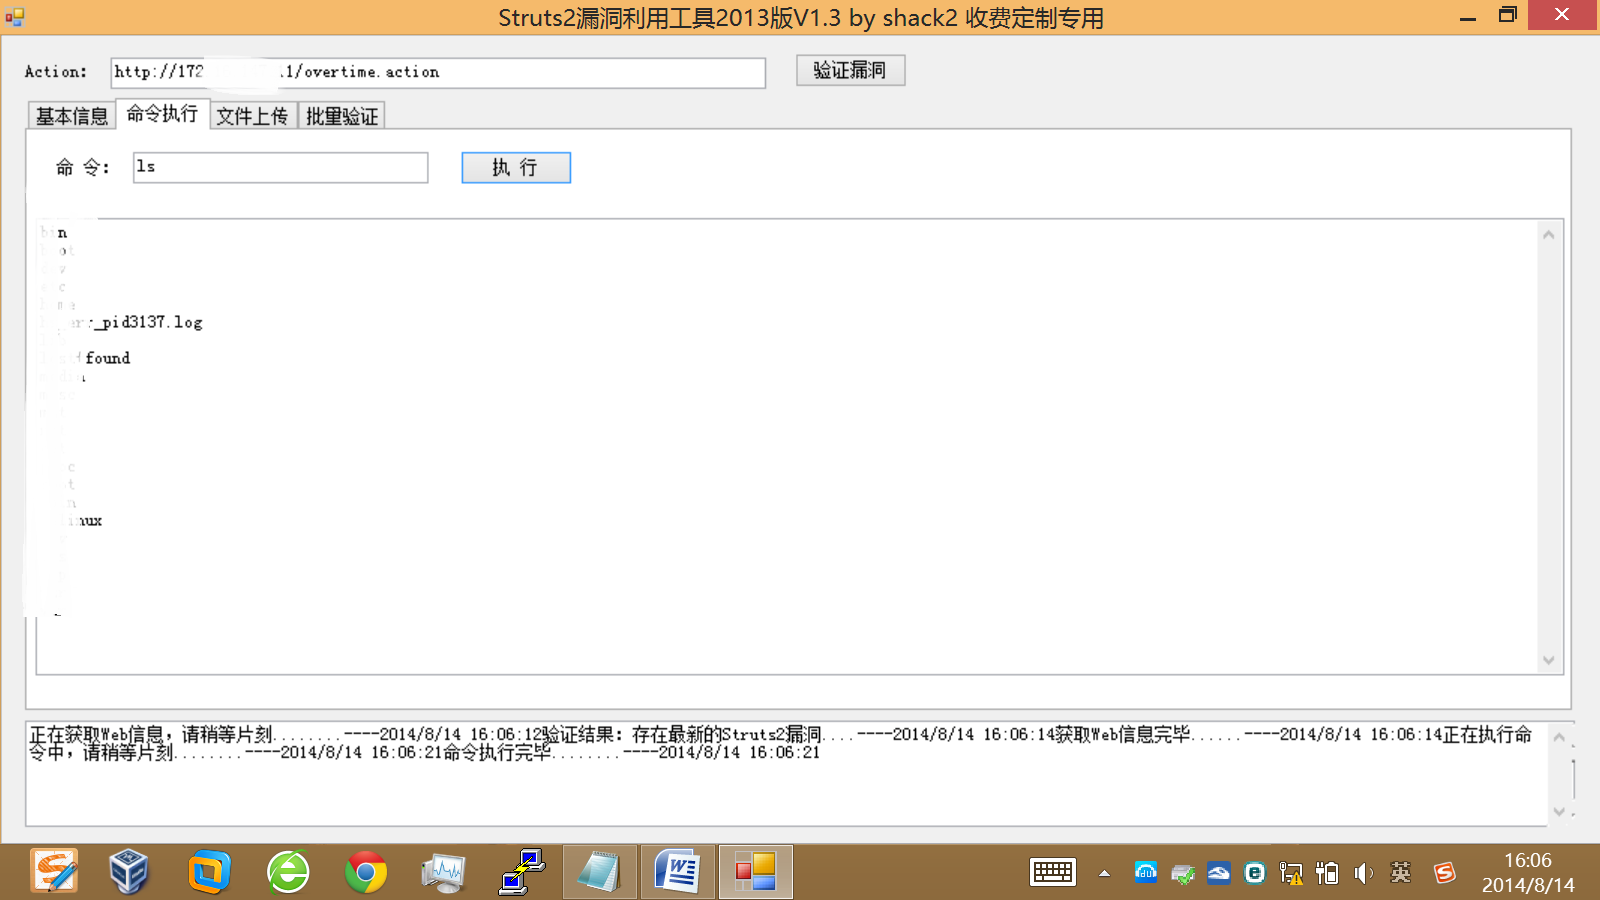 Struts2漏洞利用工具2013版V1.3 by shack2 收费定制专用
Action: http://172 .1/overtime.action 验证漏洞
基本信息 命令执行 文件上传 批量验证
命 令: ls 执 行
bin
_pid3137.log
found
正在获取Web信息，请稍等片刻........----2014/8/14 16:06:12验证结果：存在最新的Struts2漏洞....----2014/8/14 16:06:14获取Web信息完毕......----2014/8/14 16:06:14正在执行命
令中，请稍等片刻........----2014/8/14 16:06:21命令执行完毕........----2014/8/14 16:06:21
英
16:06
2014/8/14